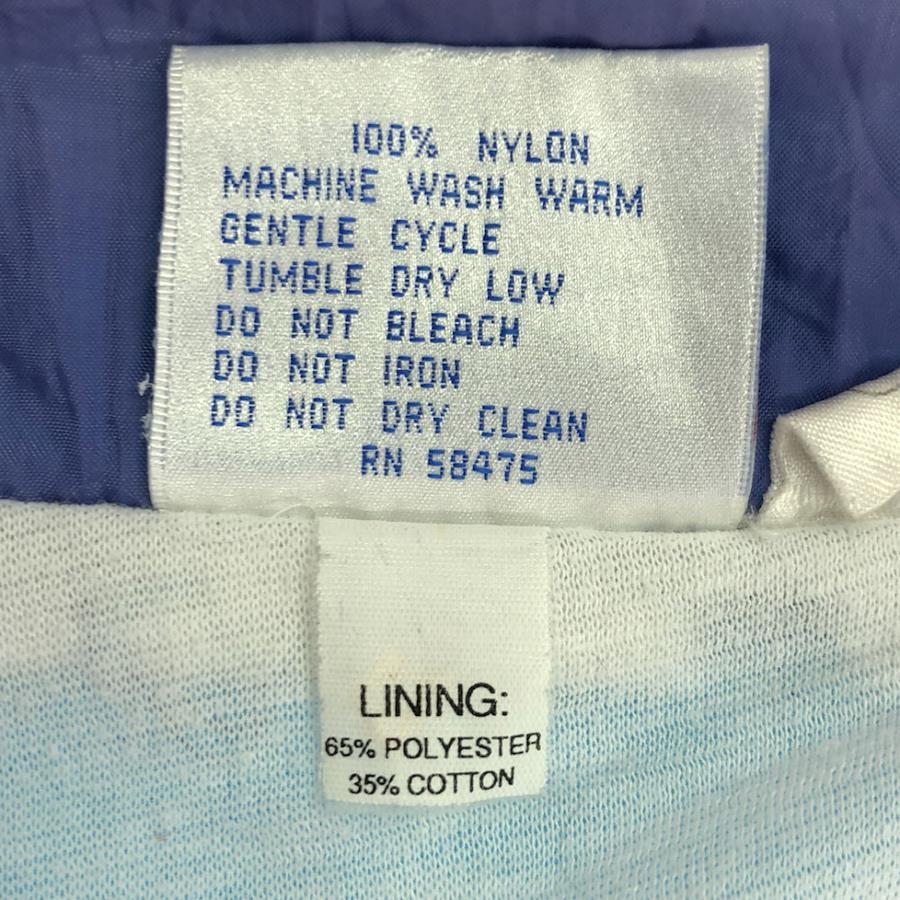 100% NYLON
MACHINE WASH WARM
GENTLE CYCLE
TUMBLE DRY LOW
DO NOT BLEACH
DO NOT IRON
DO NOT DRY CLEAN
RN 58475
LINING:
65% POLYESTER
35% COTTON